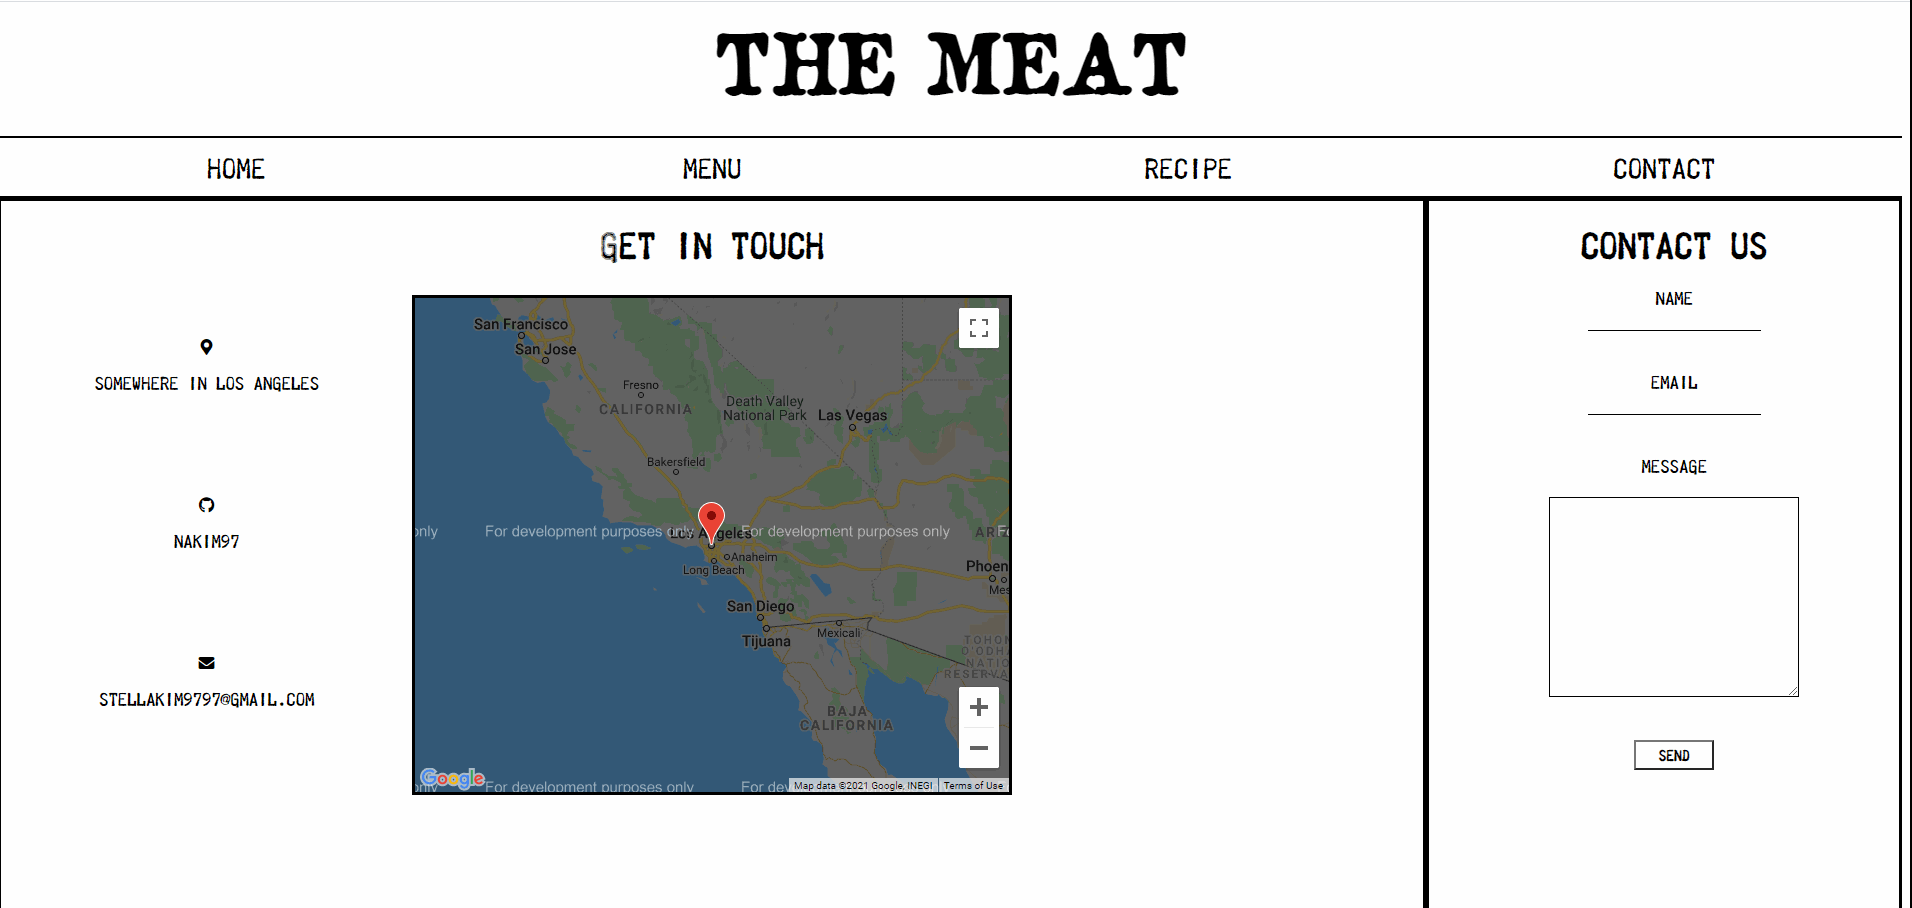 THE MEAT
HOME MENU RECIPE CONTACT
GET IN TOUCH
SOMEWHERE IN LOS ANGELES
NAKIM97
STELLAKIM9797@GMAIL.COM
San Francisco
San Jose
Fresno
CALIFORNIA
Death Valley
National Park
Las Vegas
Bakersfield
only For development purposes only For development purposes only
Los Angeles
Anaheim
Long Beach
Phoen
Mes
San Diego
Tijuana
Mexicali
TOHON
O'ODHA
NATIO
RESERVA
BAJA
CALIFORNIA
Google
only For development purposes only For dev
Map data ©2021 Google, INEGI Terms of Use
CONTACT US
NAME
EMAIL
MESSAGE
SEND